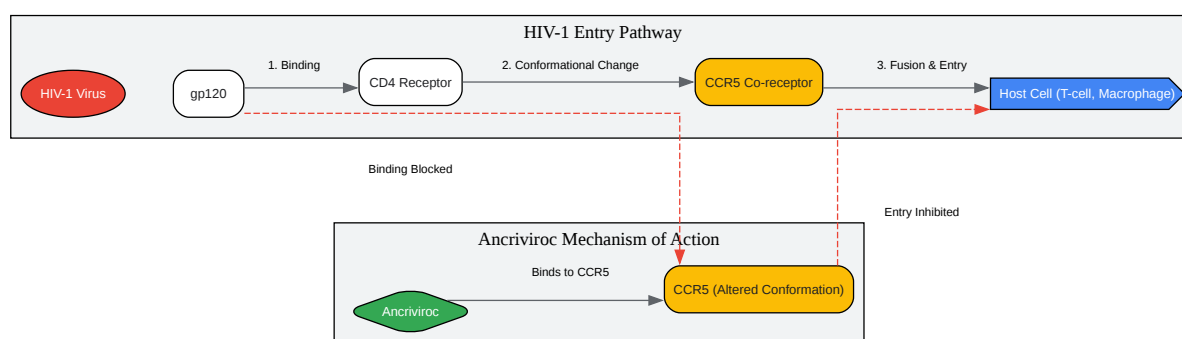 HIV-1 Entry Pathway
HIV-1 Virus
gp120
1. Binding
CD4 Receptor
2. Conformational Change
CCR5 Co-receptor
3. Fusion & Entry
Host Cell (T-cell, Macrophage)
Binding Blocked
Entry Inhibited
Ancriviroc Mechanism of Action
Ancriviroc
Binds to CCR5
CCR5 (Altered Conformation)